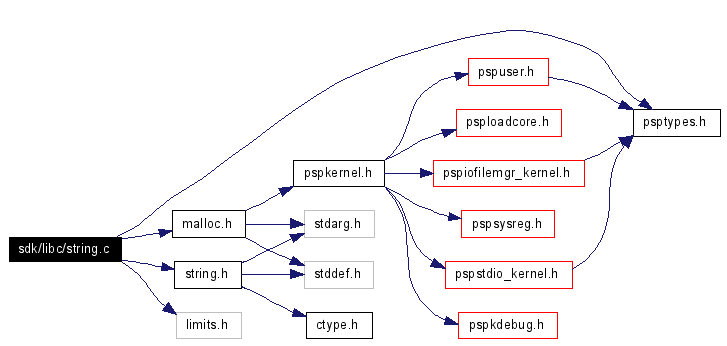 pspuser.h
psploadcore.h
psptypes.h
pspkernel.h
pspiofilemgr_kernel.h
malloc.h
stdarg.h
pspsysreg.h
sdk/libc/string.c
string.h
stddef.h
pspstdio_kernel.h
limits.h
ctype.h
pspkdebug.h